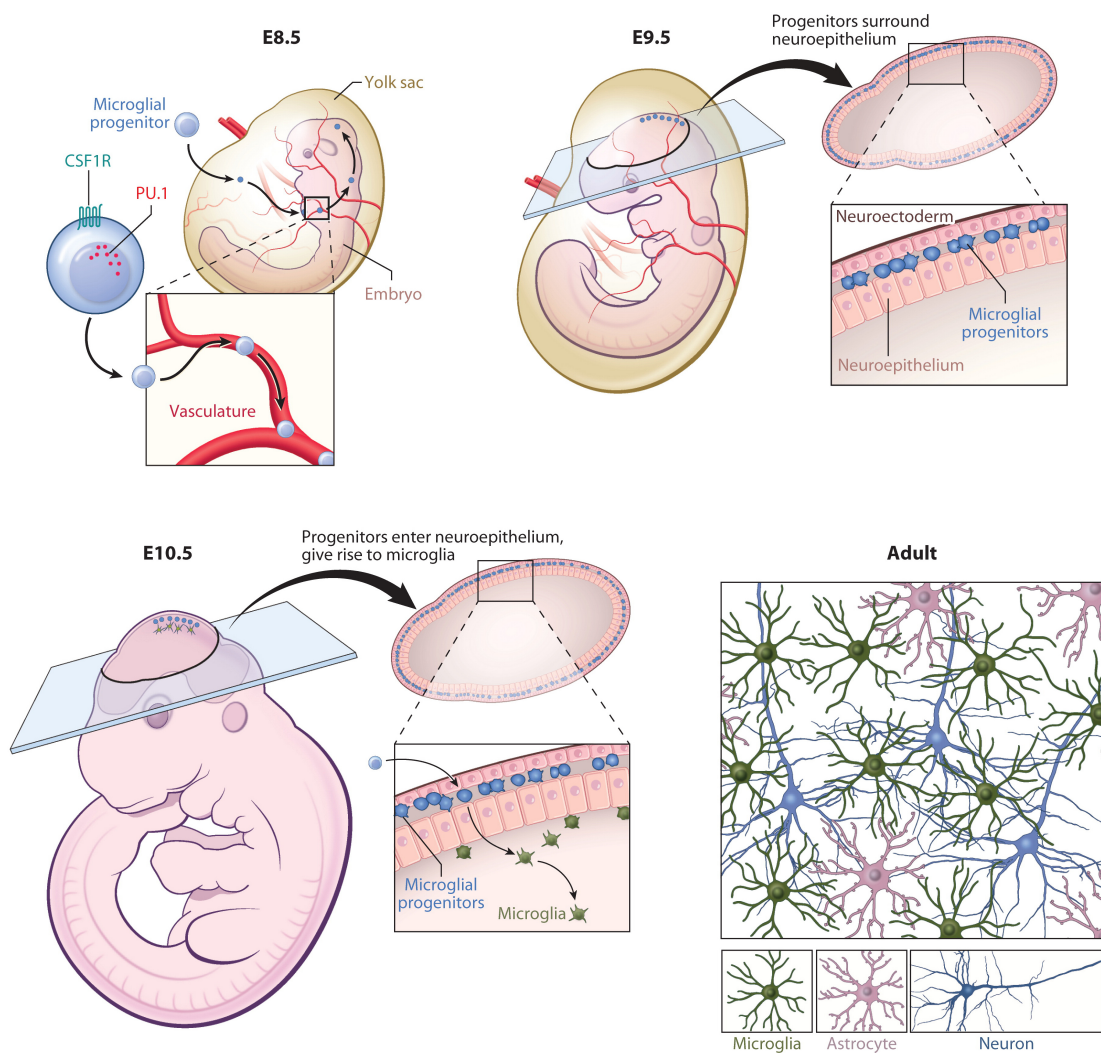 E8.5
Yolk sac
Microglial
progenitor
CSF1R
PU.1
Embryo
Vasculature
E9.5
Progenitors surround
neuroepithelium
Neuroectoderm
Microglial
progenitors
Neuroepithelium
E10.5
Progenitors enter neuroepithelium,
give rise to microglia
Microglial
progenitors
Microglia
Adult
Microglia
Astrocyte
Neuron